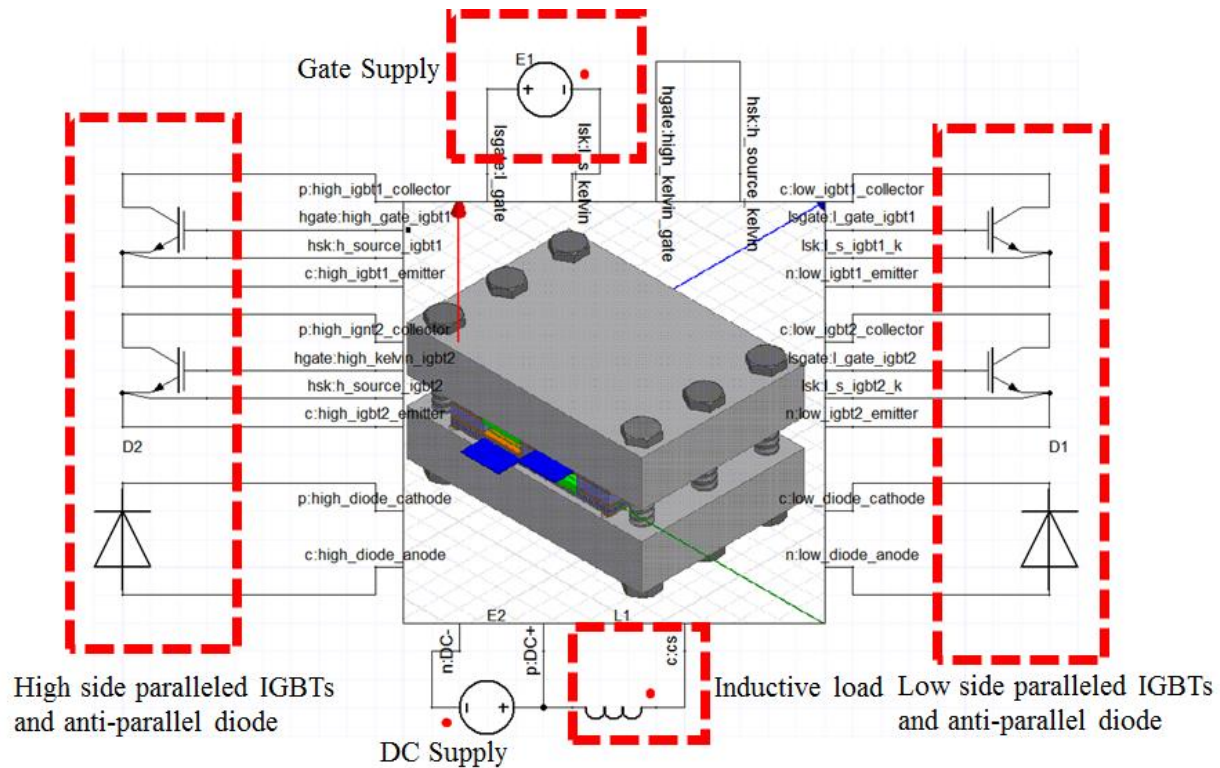 Gate Supply
E1
+
-
lsgate:l_gate
lsk:l_s_kelvin
hgate:high_kelvin_gate
hsk:h_source_kelvin
p:high_igbt1_collector
hgate:high_gate_igbt1
hsk:h_source_igbt1
c:high_igbt1_emitter
p:high_ignt2_collector
hgate:high_kelvin_igbt2
hsk:h_source_igbt2
c:high_igbt2_emitter
D2
p:high_diode_cathode
c:high_diode_anode
c:low_igbt1_collector
lsgate:l_gate_igbt1
lsk:l_s_igbt1_k
n:low_igbt1_emitter
c:low_igbt2_collector
lsgate:l_gate_igbt2
lsk:l_s_igbt2_k
n:low_igbt2_emitter
D1
c:low_diode_cathode
n:low_diode_anode
E2
L1
n:DC-
p:DC+
c:cs
-
+
High side paralleled IGBTs
and anti-parallel diode
DC Supply
Inductive load
Low side paralleled IGBTs
and anti-parallel diode